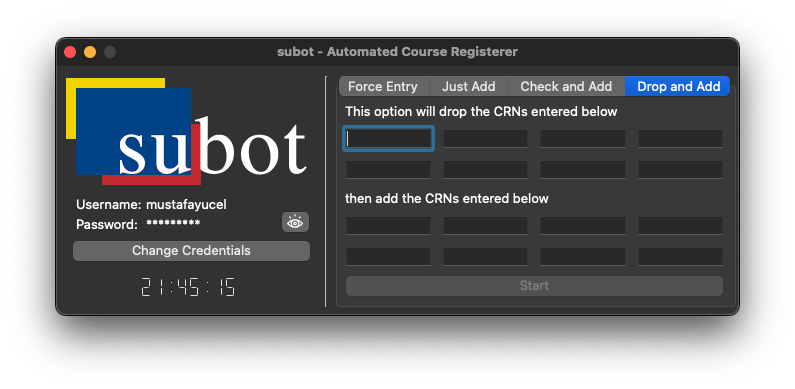 subot - Automated Course Registerer
subot
Username: mustafayucel
Password: *********
Change Credentials
21:45:15
Force Entry
Just Add
Check and Add
Drop and Add
This option will drop the CRNs entered below
then add the CRNs entered below
Start